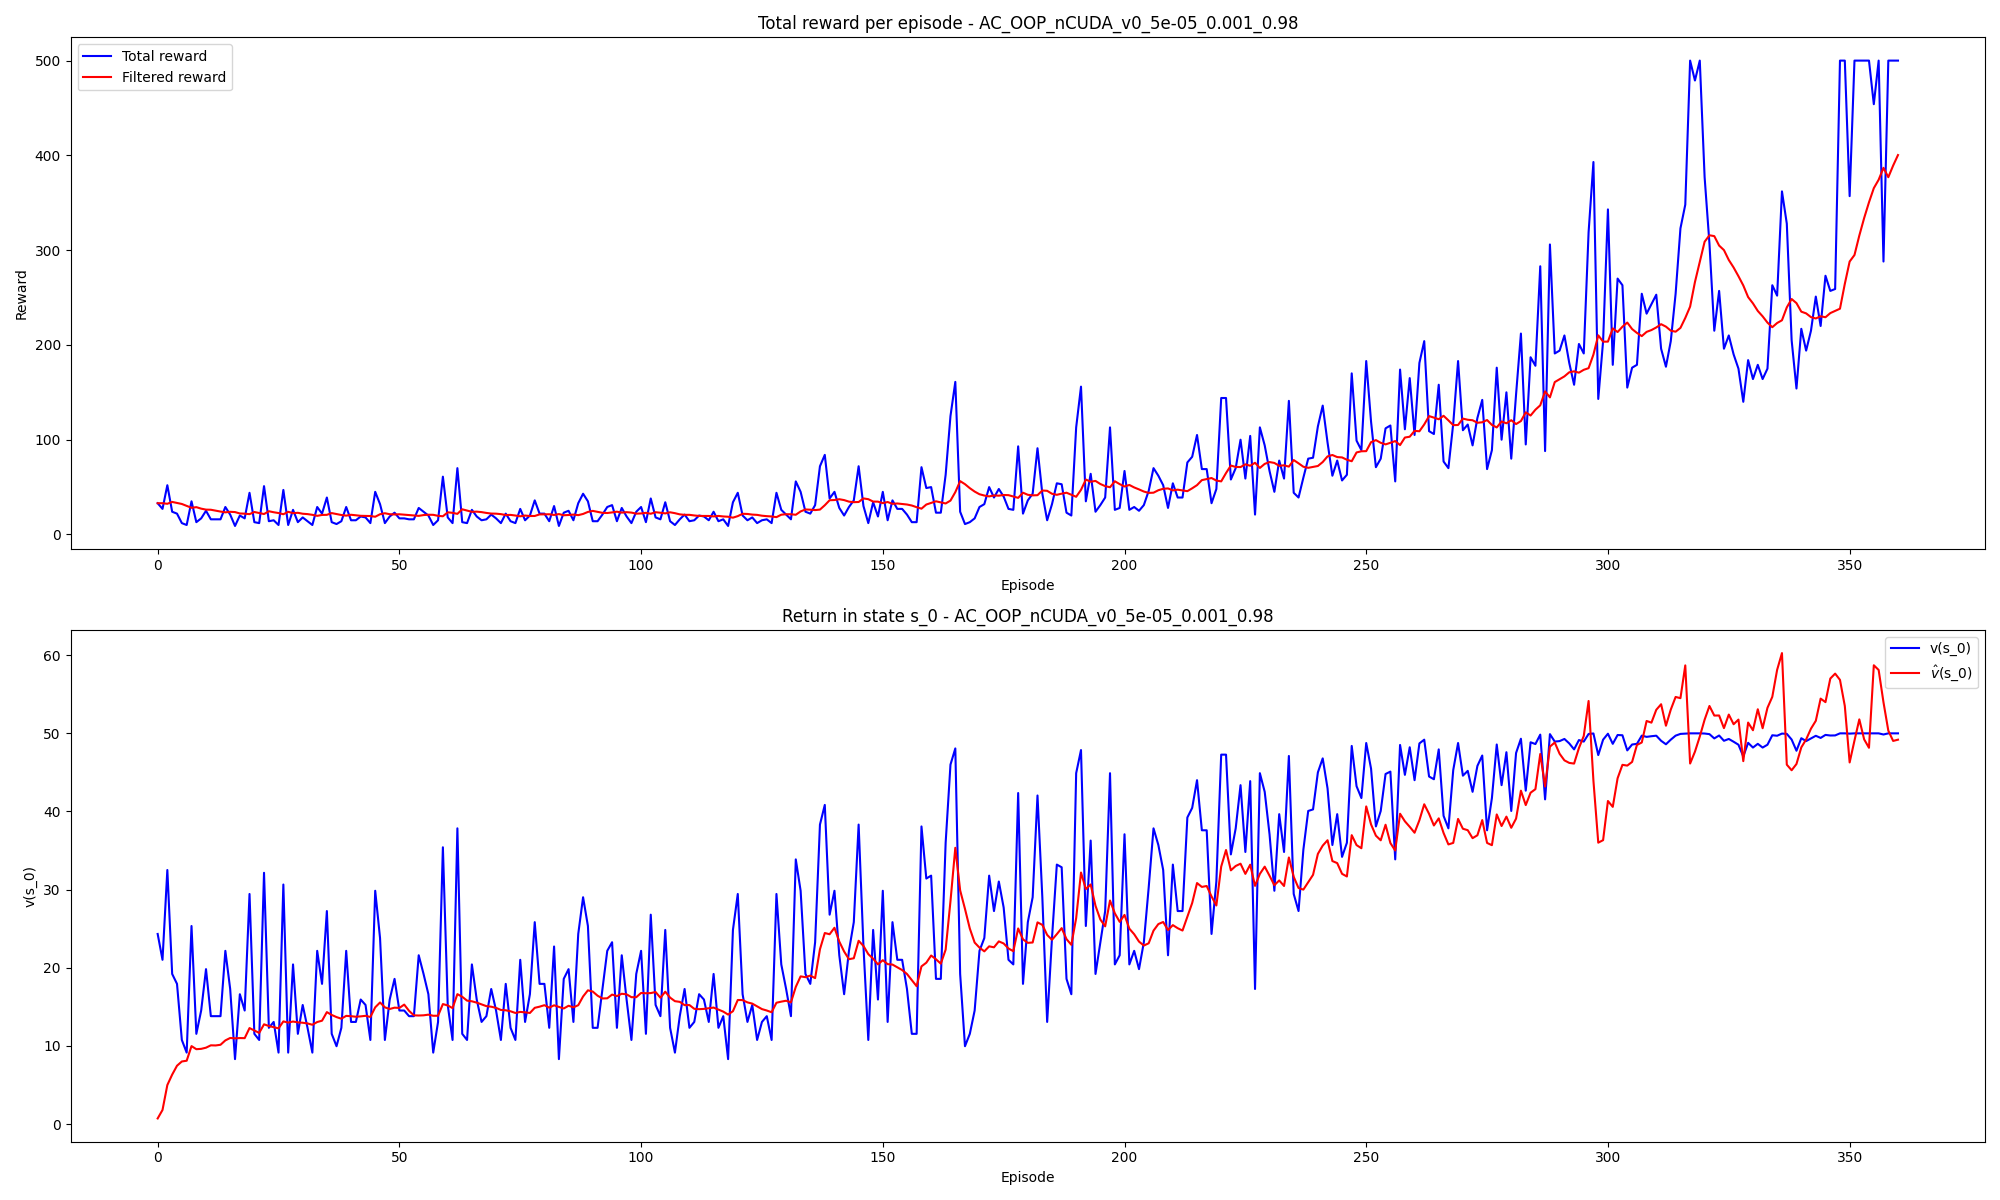 Total reward per episode - AC_OOP_nCUDA_v0_5e-05_0.001_0.98
Total reward
Filtered reward
500
400
300
200
100
0
Reward
0 50 100 150 200 250 300 350
Episode
Return in state s_0 - AC_OOP_nCUDA_v0_5e-05_0.001_0.98
v(s_0)
v̂(s_0)
60
50
40
30
20
10
0
v(s_0)
0 50 100 150 200 250 300 350
Episode